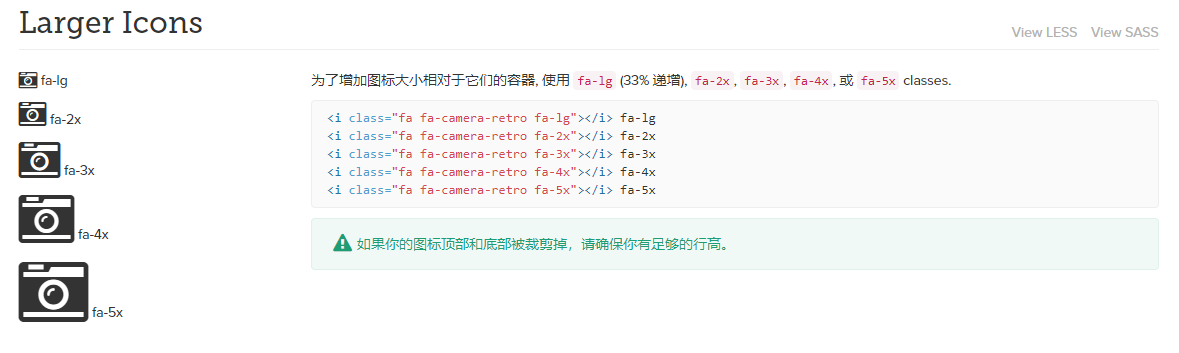 Larger Icons
View LESS View SASS
fa-lg
fa-2x
fa-3x
fa-4x
fa-5x
为了增加图标大小相对于它们的容器, 使用 fa-lg (33% 递增), fa-2x, fa-3x, fa-4x, 或 fa-5x classes.
<i class="fa fa-camera-retro fa-lg"></i> fa-lg
<i class="fa fa-camera-retro fa-2x"></i> fa-2x
<i class="fa fa-camera-retro fa-3x"></i> fa-3x
<i class="fa fa-camera-retro fa-4x"></i> fa-4x
<i class="fa fa-camera-retro fa-5x"></i> fa-5x
如果你的图标顶部和底部被裁剪掉，请确保你有足够的行高。